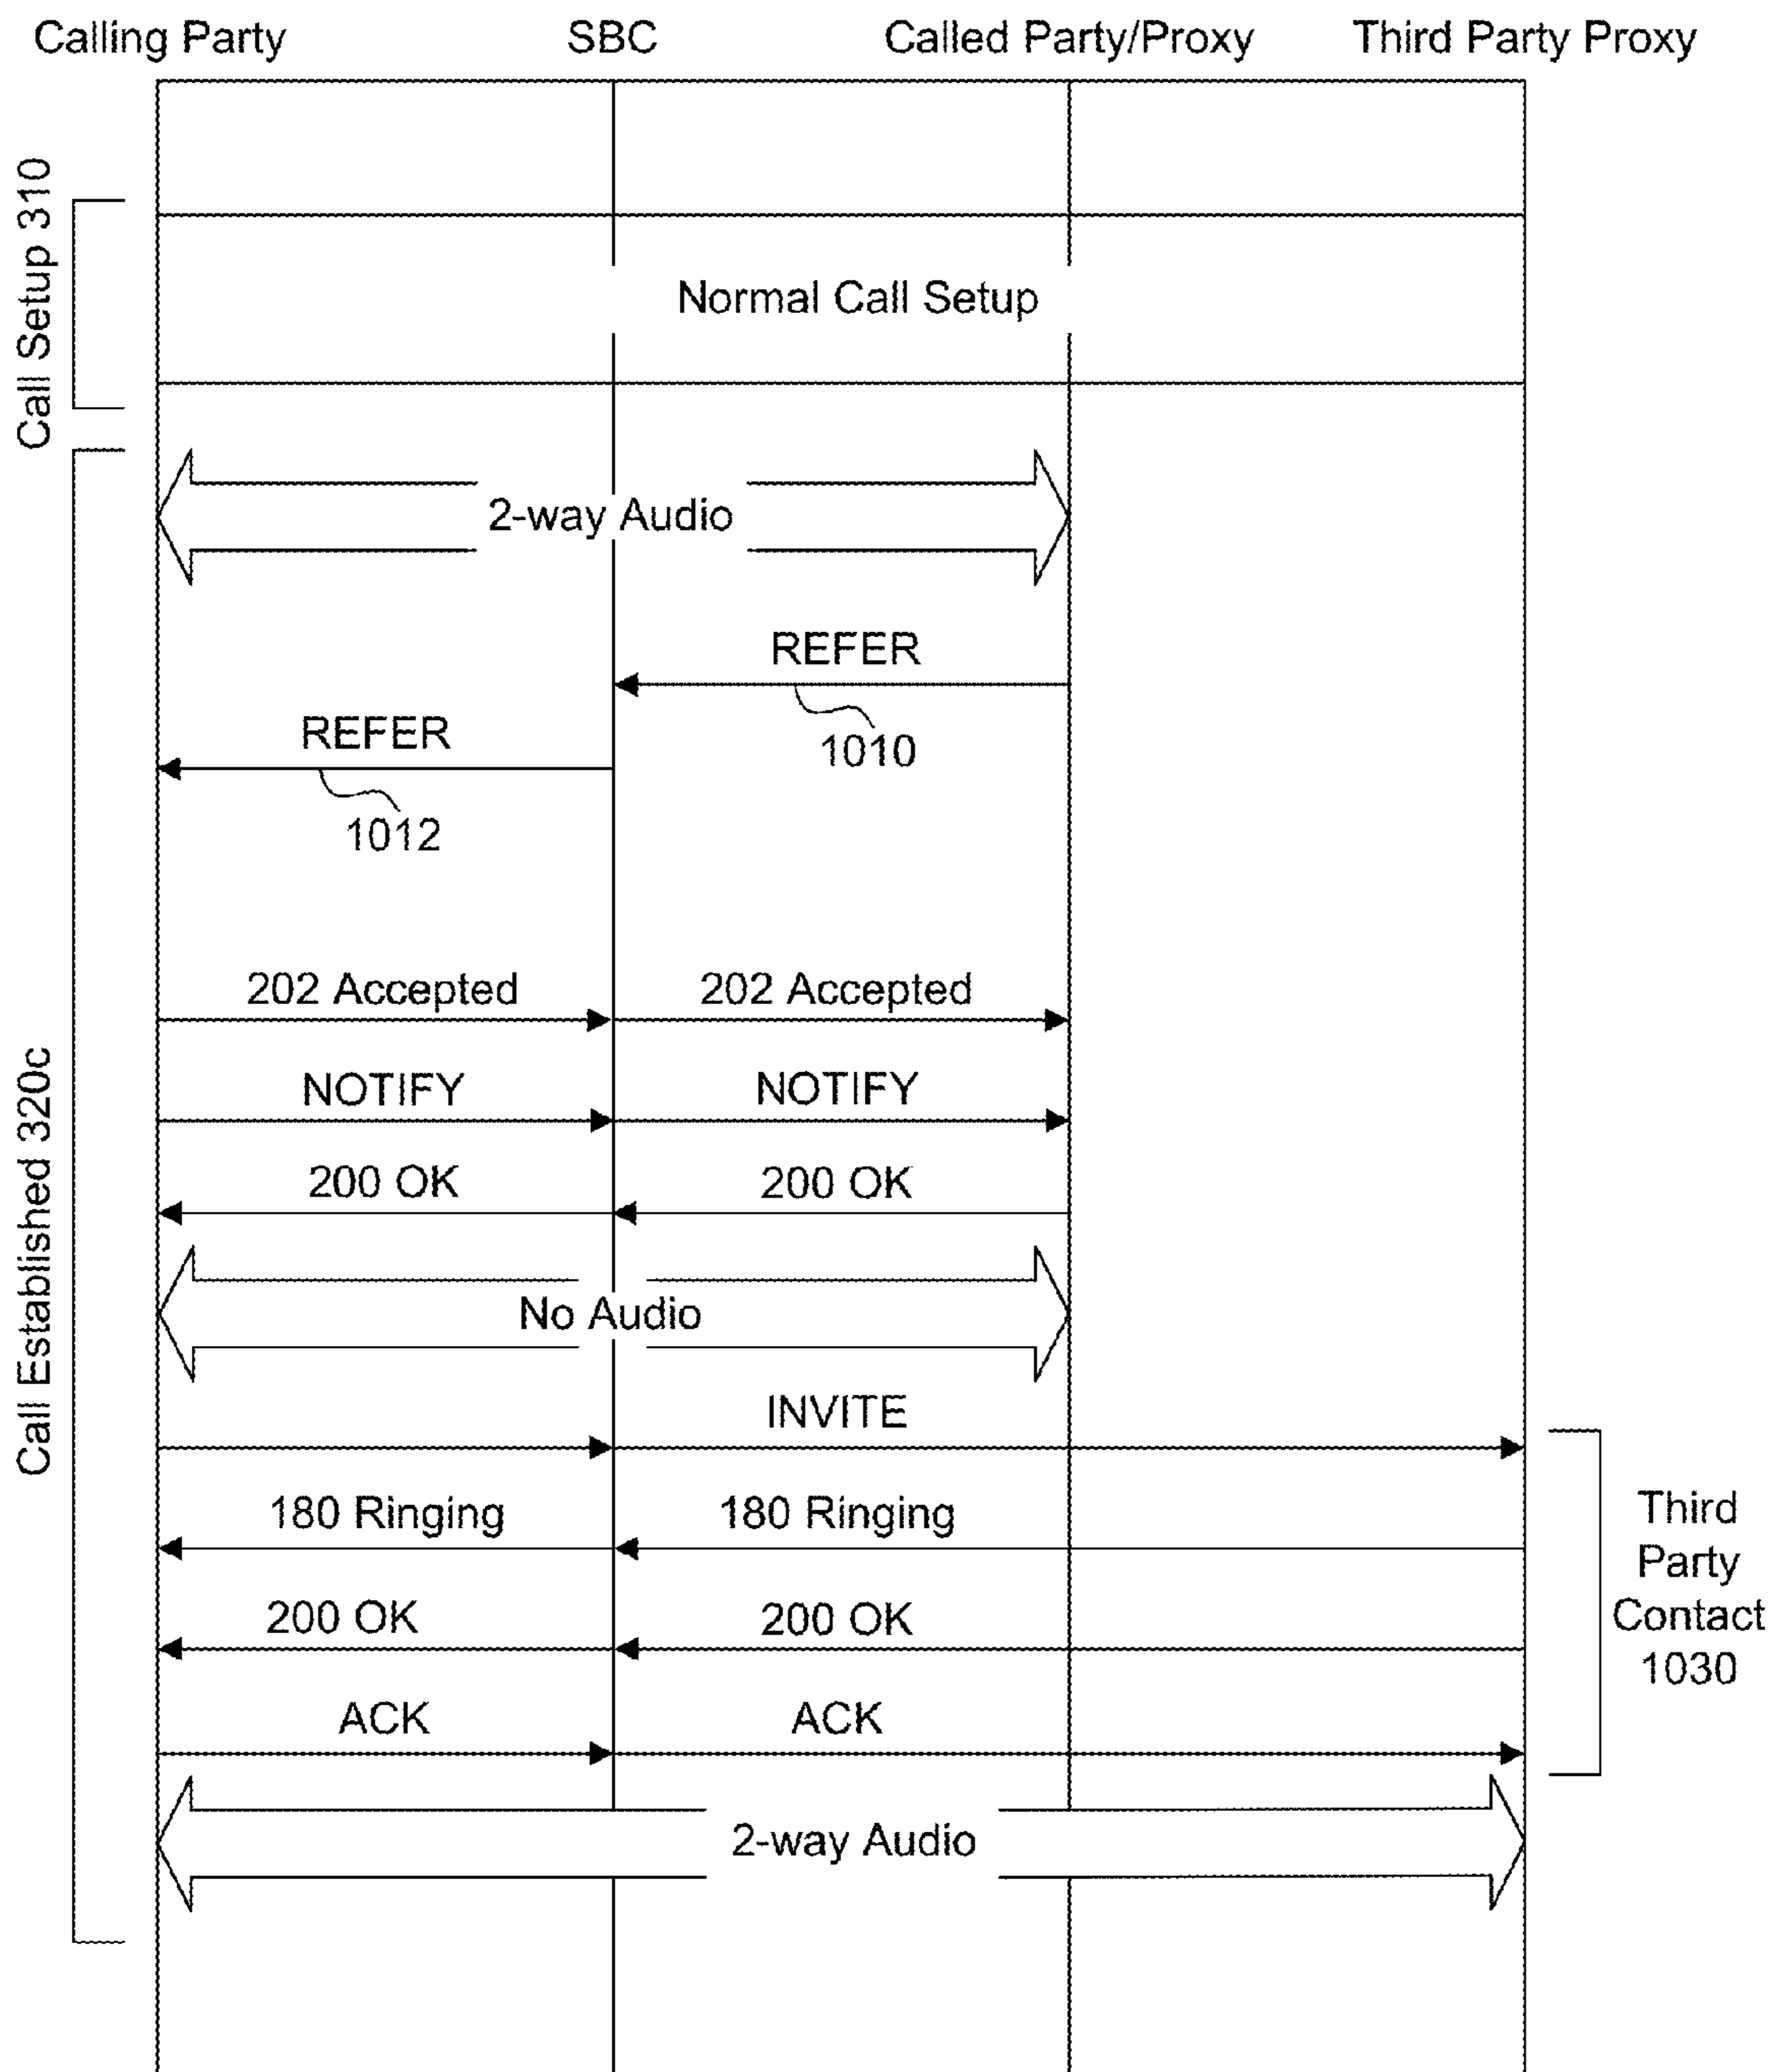 Calling Party
SBC
Called Party/Proxy
Third Party Proxy
Call Setup 310
Normal Call Setup
Call Established 320c
2-way Audio
REFER
1010
REFER
1012
202 Accepted
202 Accepted
NOTIFY
NOTIFY
200 OK
200 OK
No Audio
INVITE
180 Ringing
180 Ringing
200 OK
200 OK
ACK
ACK
Third
Party
Contact
1030
2-way Audio